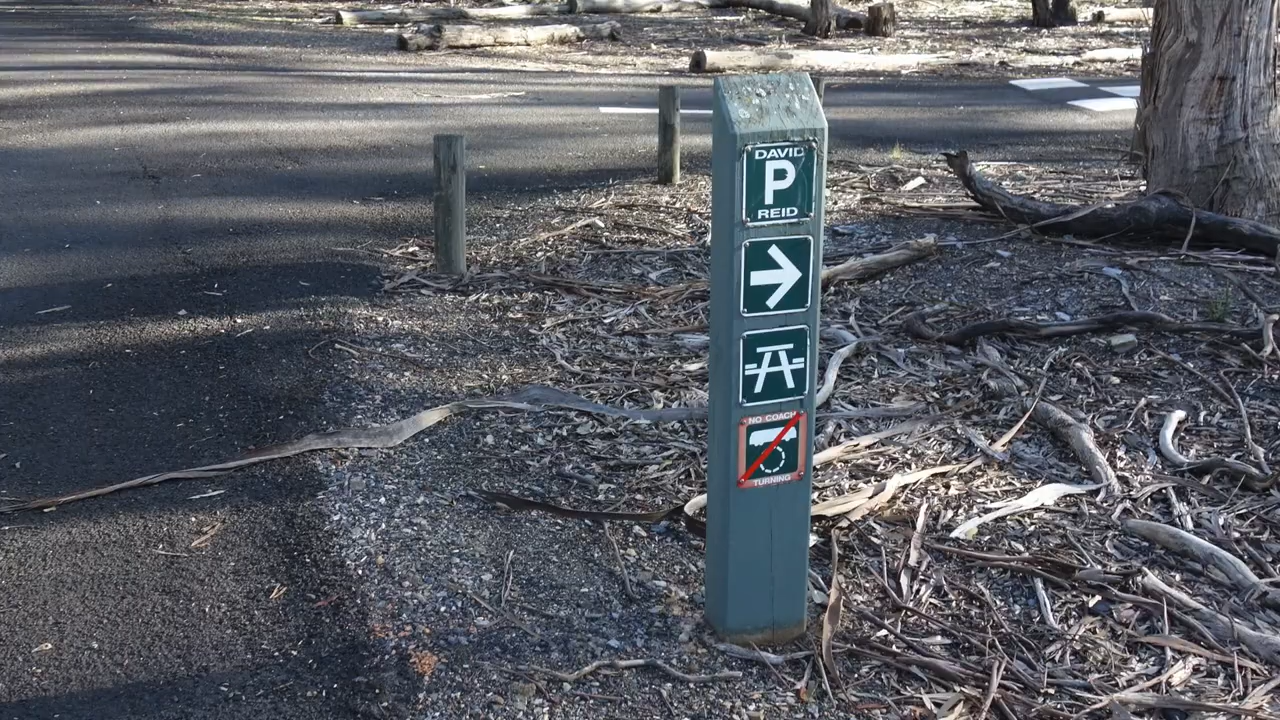 DAVID
P
REID
NO COACH
TURNING